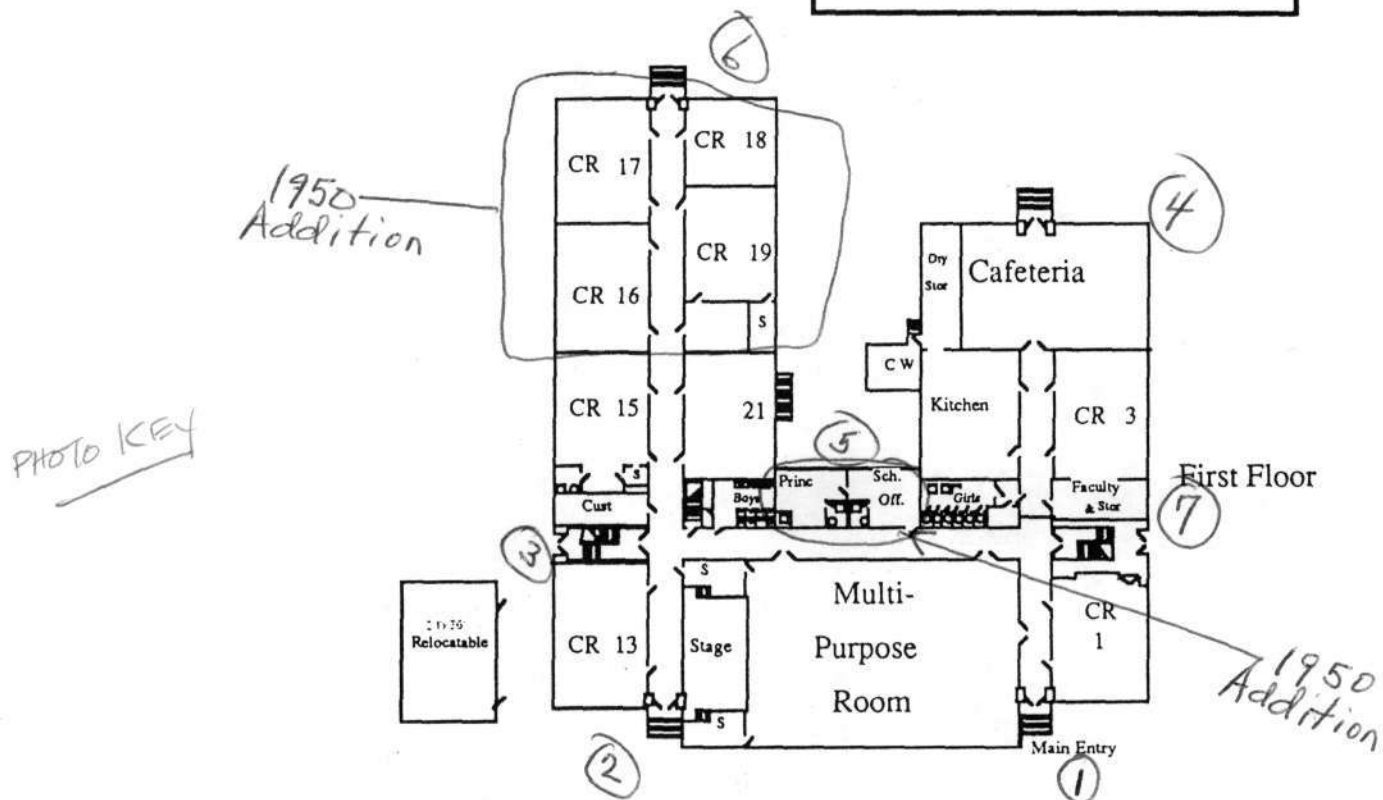 6
CR 18
CR 17
1950
Addition
4
CR 19
Dry
Stor
Cafeteria
CR 16
S
C W
CR 15
21
Kitchen
CR 3
PHOTO KEY
5
S
Princ
Sch.
Off.
First Floor
Boys
Girls
Faculty
& Stor
Cust
7
3
S
Multi-
Purpose
Room
CR
1
Relocatable
CR 13
Stage
1950
Addition
S
Main Entry
2
1